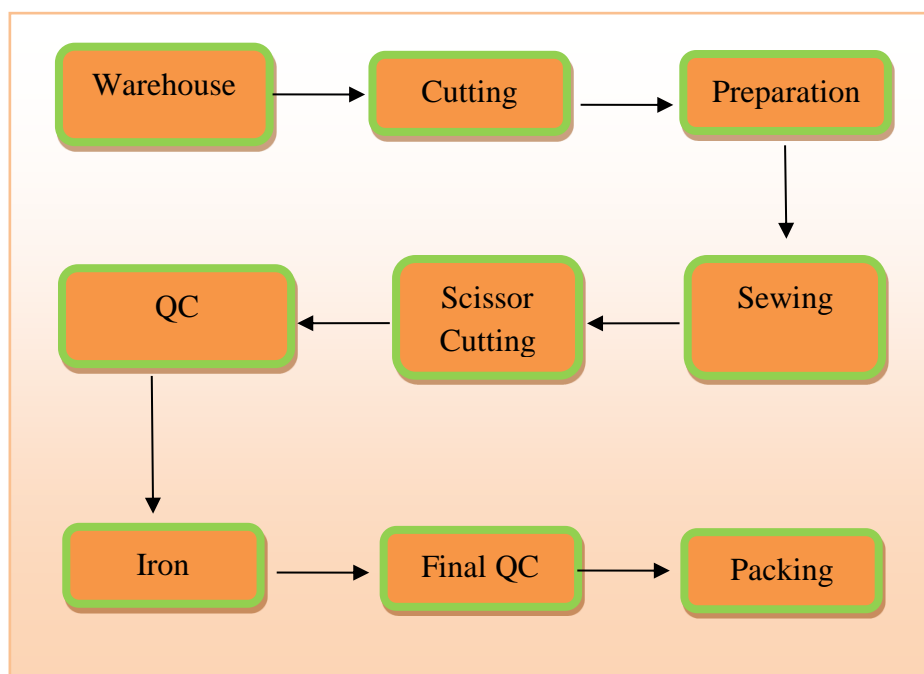 Warehouse
Cutting
Preparation
Sewing
Scissor
Cutting
QC
Iron
Final QC
Packing